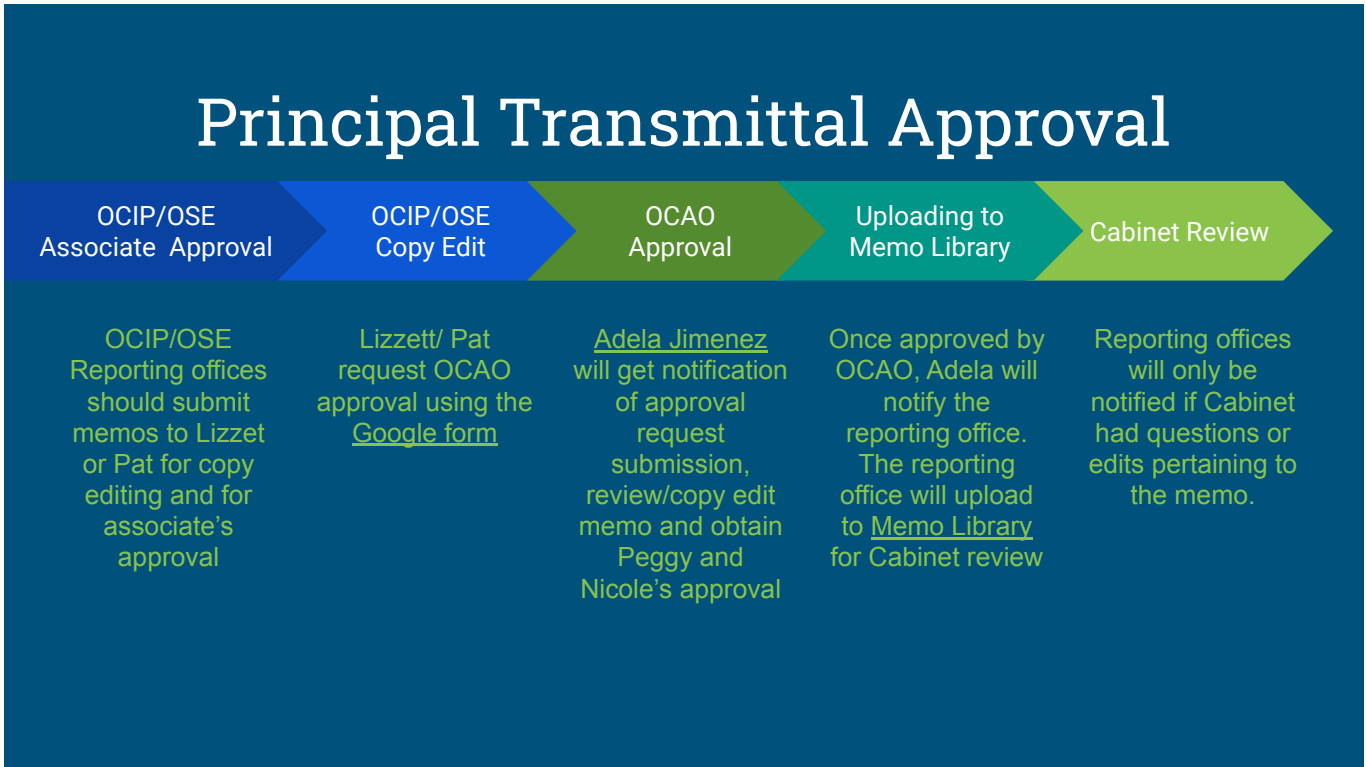 Principal Transmittal Approval
OCIP/OSE
Associate  Approval
OCIP/OSE
Copy Edit
OCAO
Approval
Uploading to
Memo Library
Cabinet Review
OCIP/OSE
Reporting offices
should submit
memos to Lizzet
or Pat for copy
editing and for
associate’s
approval
Lizzett/ Pat
request OCAO
approval using the
Google form
Adela Jimenez
will get notification
of approval
request
submission,
review/copy edit
memo and obtain
Peggy and
Nicole’s approval
Once approved by
OCAO, Adela will
notify the
reporting office.
The reporting
office will upload
to Memo Library
for Cabinet review
Reporting offices
will only be
notified if Cabinet
had questions or
edits pertaining to
the memo.